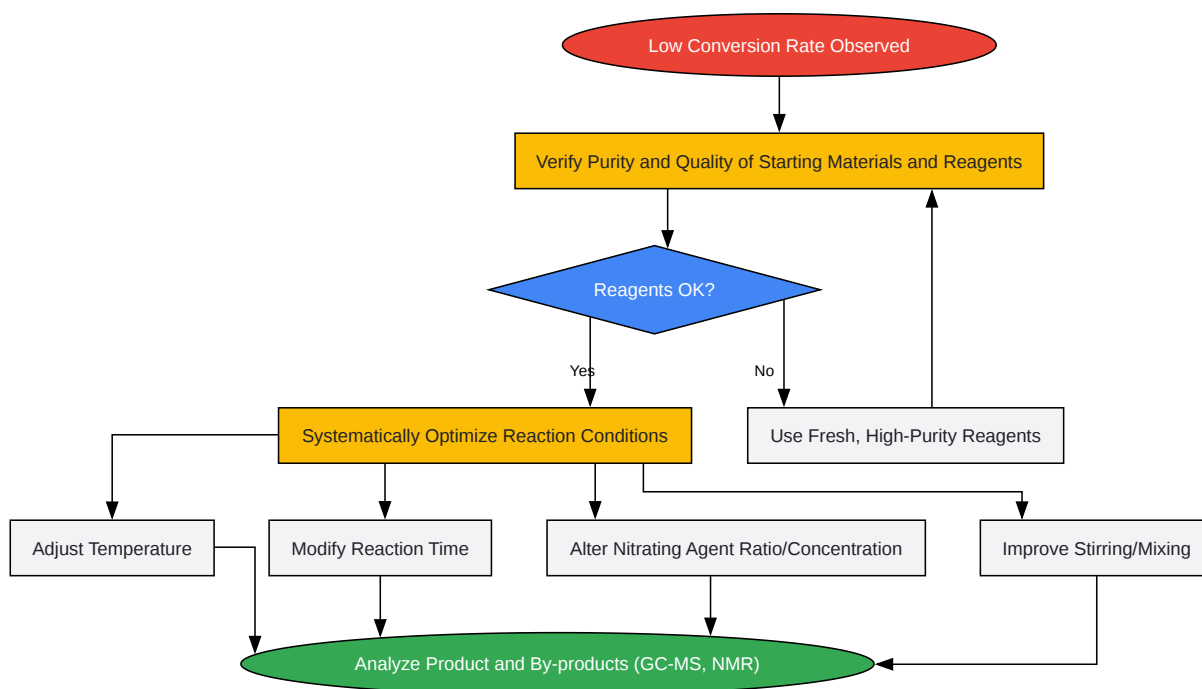 Low Conversion Rate Observed
Verify Purity and Quality of Starting Materials and Reagents
Reagents OK?
Yes
No
Systematically Optimize Reaction Conditions
Use Fresh, High-Purity Reagents
Adjust Temperature
Modify Reaction Time
Alter Nitrating Agent Ratio/Concentration
Improve Stirring/Mixing
Analyze Product and By-products (GC-MS, NMR)